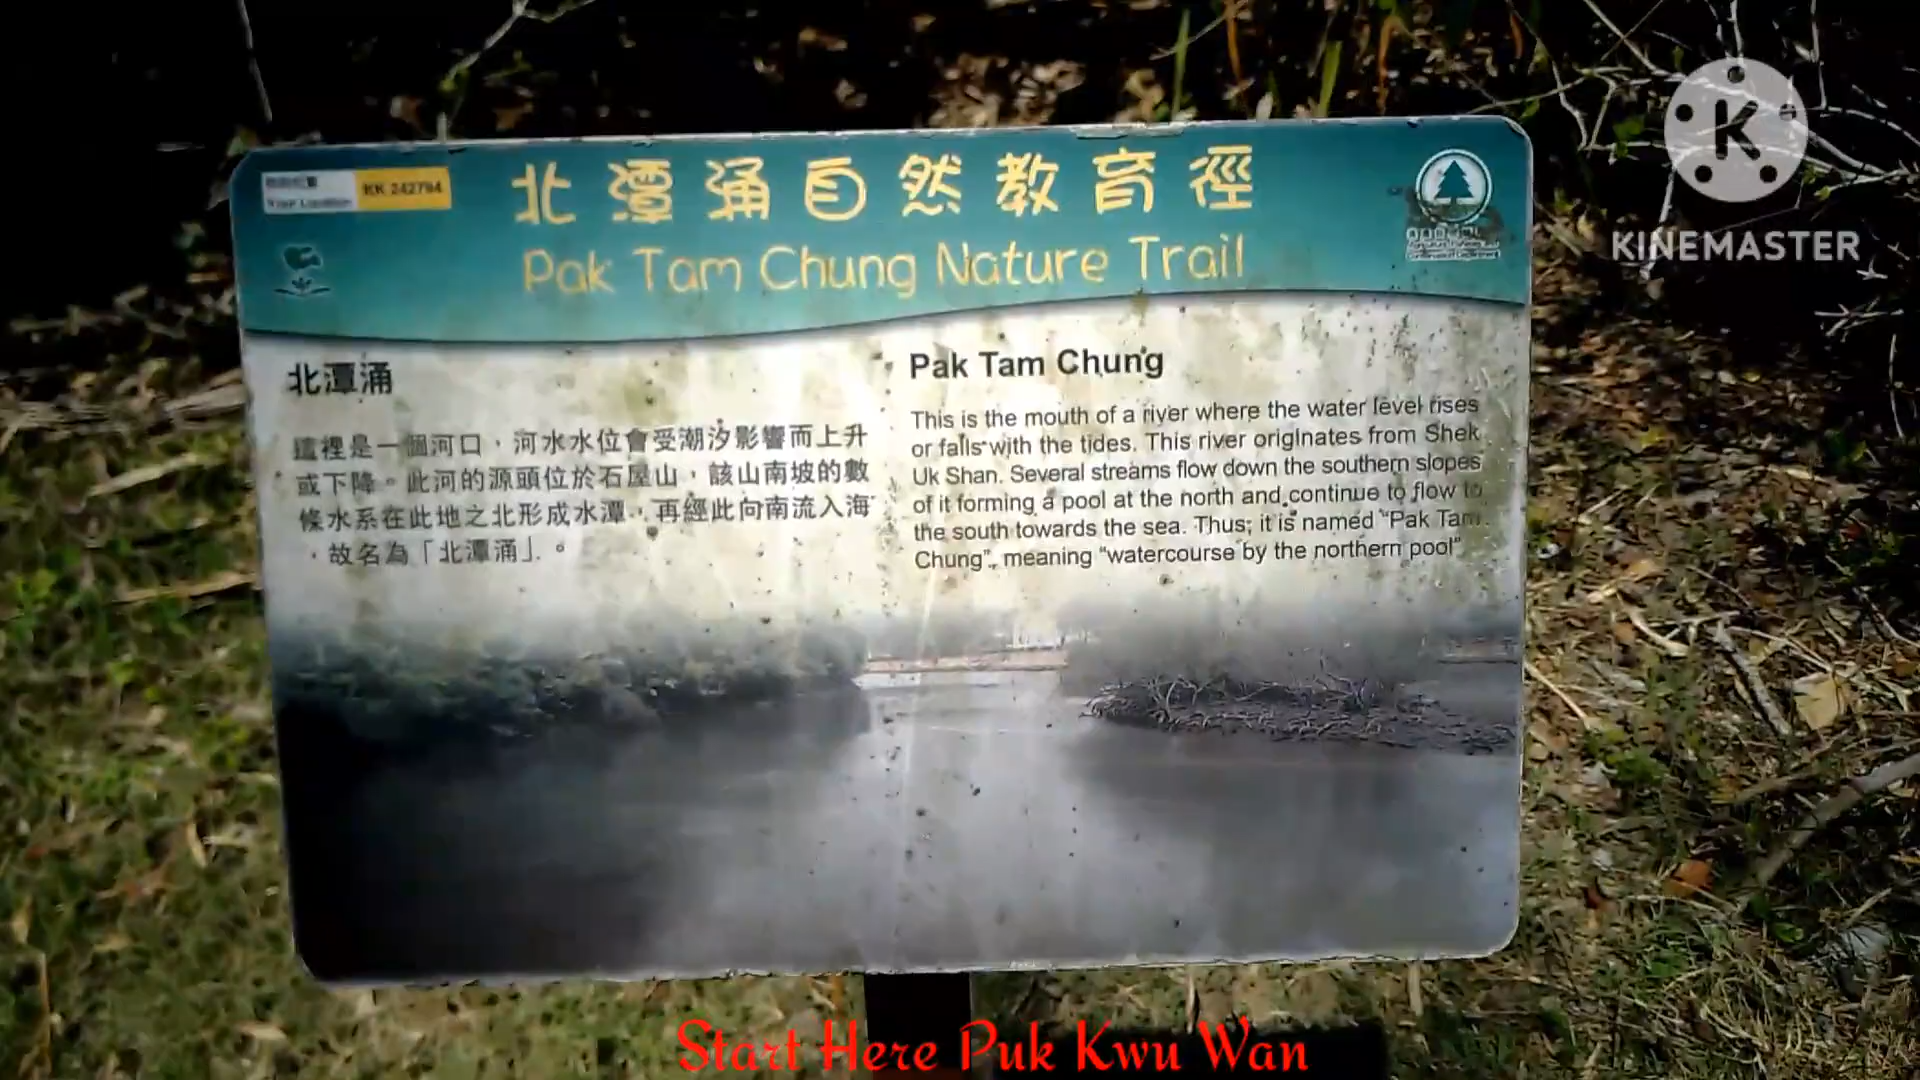 Your Location
KK 242794
北潭涌自然教育徑
Pak Tam Chung Nature Trail
KINEMASTER
北潭涌
這裡是一個河口，河水水位會受潮汐影響而上升
或下降。此河的源頭位於石屋山，該山南坡的數
條水系在此地之北形成水潭，再經此向南流入海
，故名為「北潭涌」。
Pak Tam Chung
This is the mouth of a river where the water level rises
or falls with the tides. This river originates from Shek
Uk Shan. Several streams flow down the southern slopes
of it forming a pool at the north and continue to flow to
the south towards the sea. Thus, it is named "Pak Tam
Chung", meaning "watercourse by the northern pool"
Start Here Puk Kwu Wan